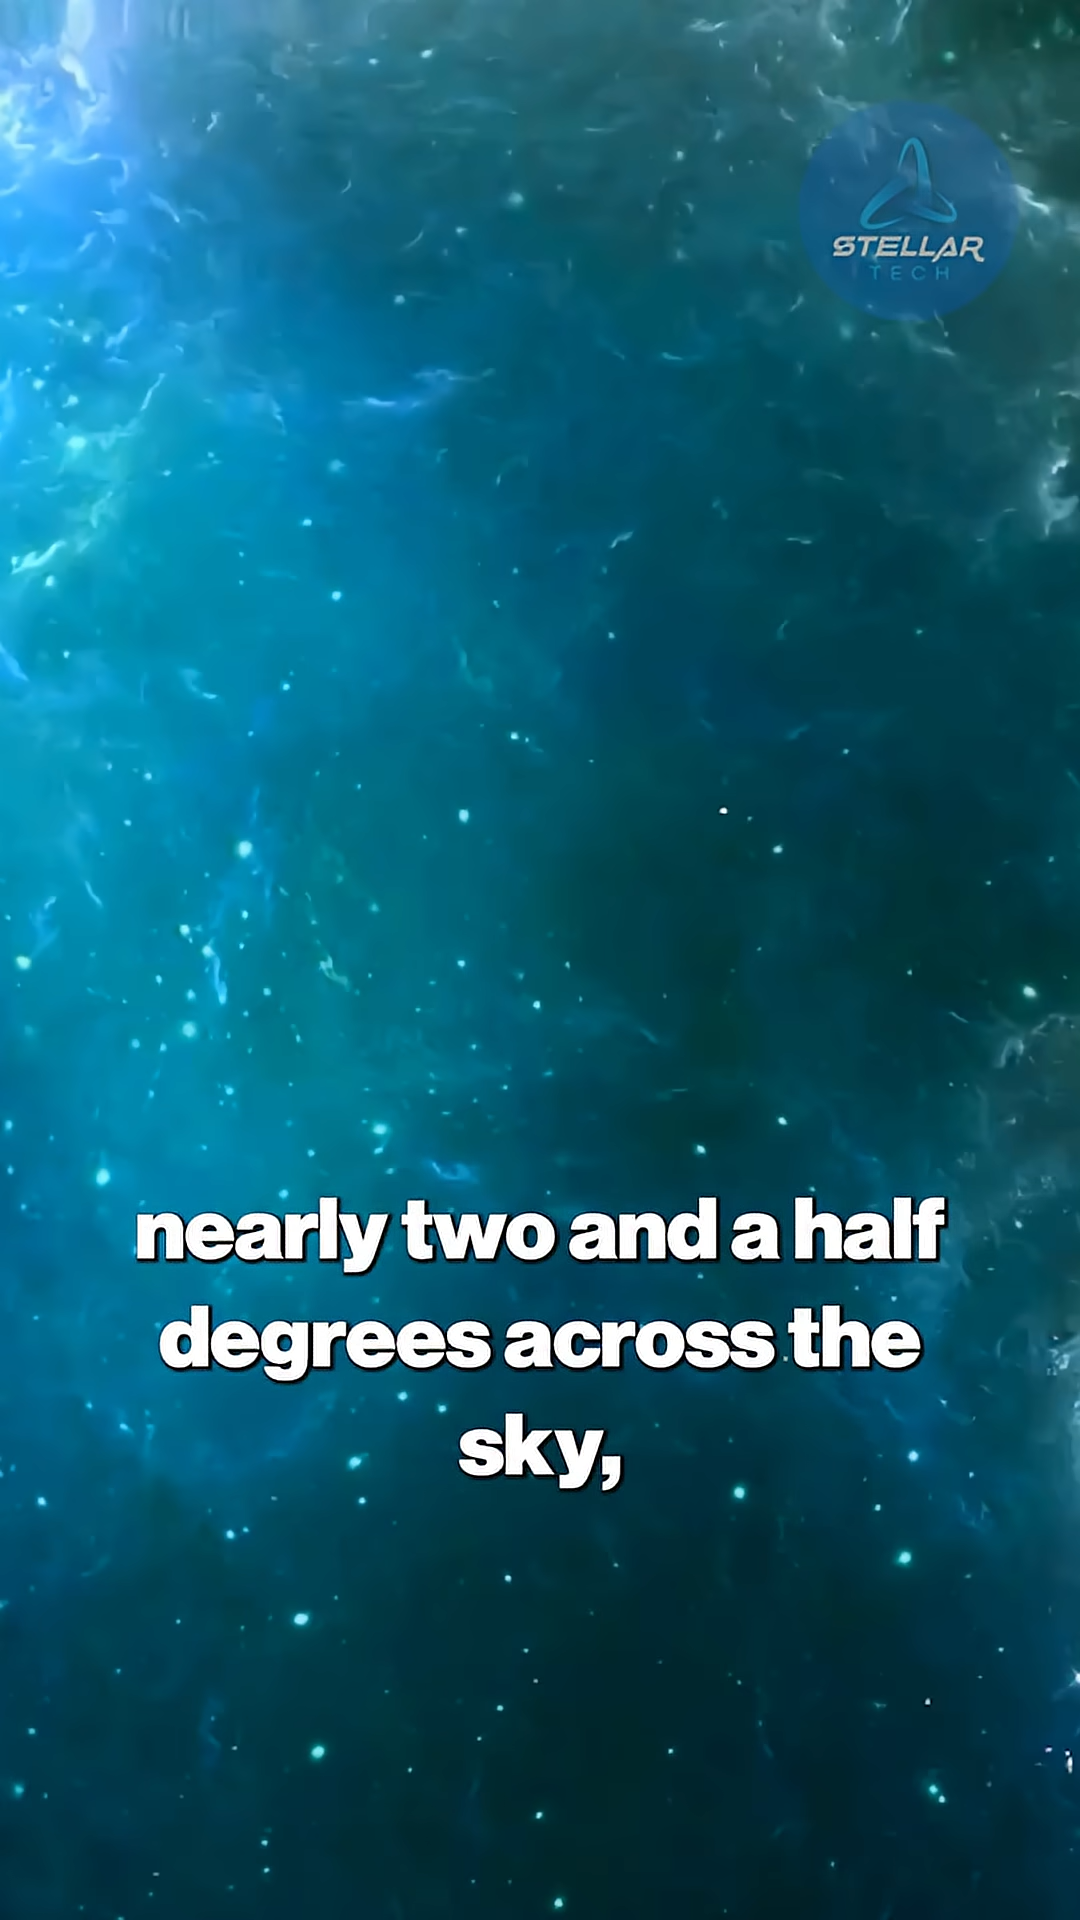 STELLAR
TECH
nearly two and a half
degrees across the
sky,